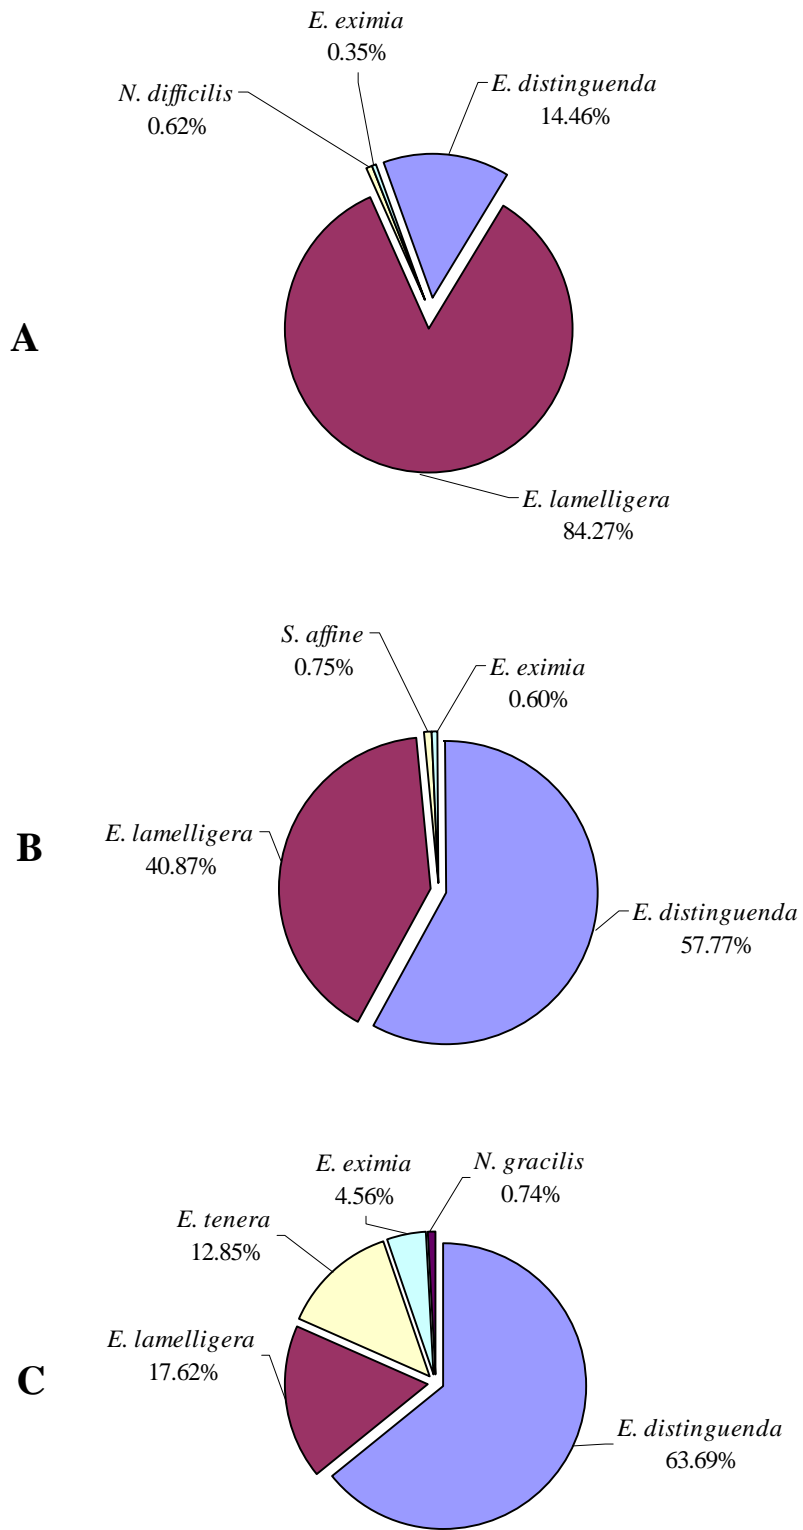 E. eximia
0.35%
N. difficilis
0.62%
E. distinguenda
14.46%
A
E. lamelligera
84.27%
S. affine
0.75%
E. eximia
0.60%
E. lamelligera
40.87%
B
E. distinguenda
57.77%
E. eximia
4.56%
N. gracilis
0.74%
E. tenera
12.85%
E. lamelligera
17.62%
C
E. distinguenda
63.69%